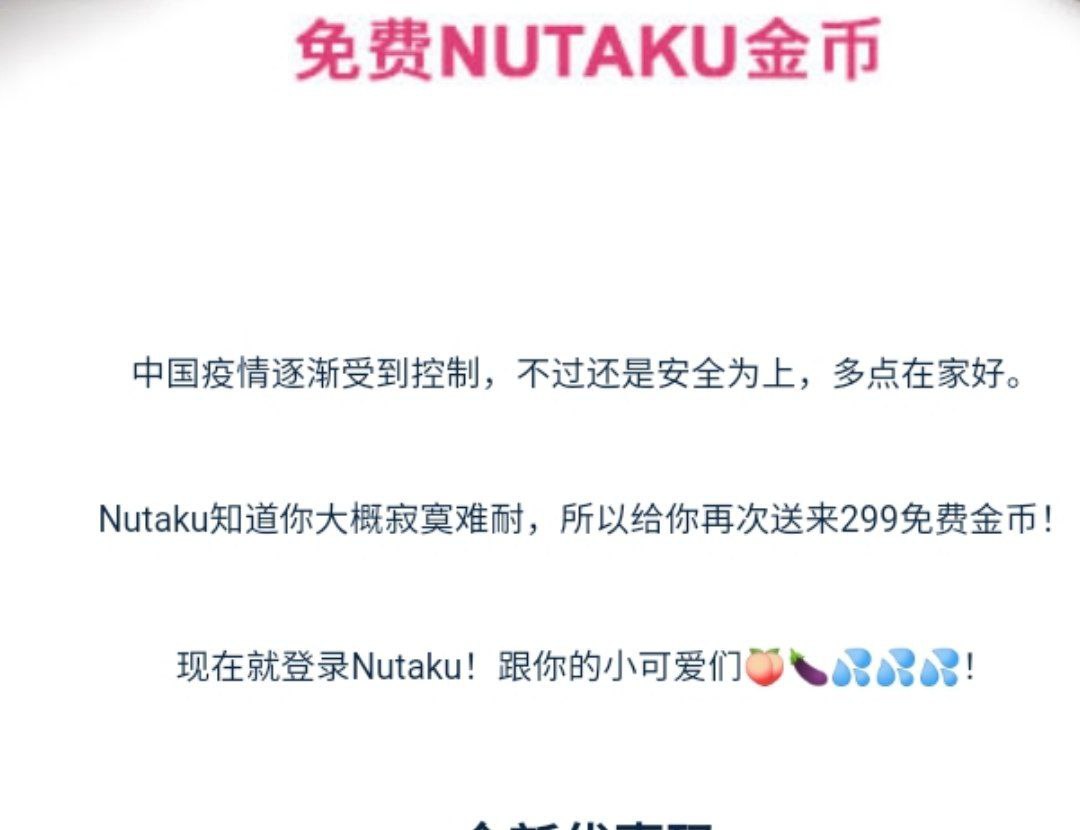 免费NUTAKU金币
中国疫情逐渐受到控制，不过还是安全为上，多点在家好。
Nutaku知道你大概寂寞难耐，所以给你再次送来299免费金币！
现在就登录Nutaku！跟你的小可爱们🍑🍆💦💦💦！